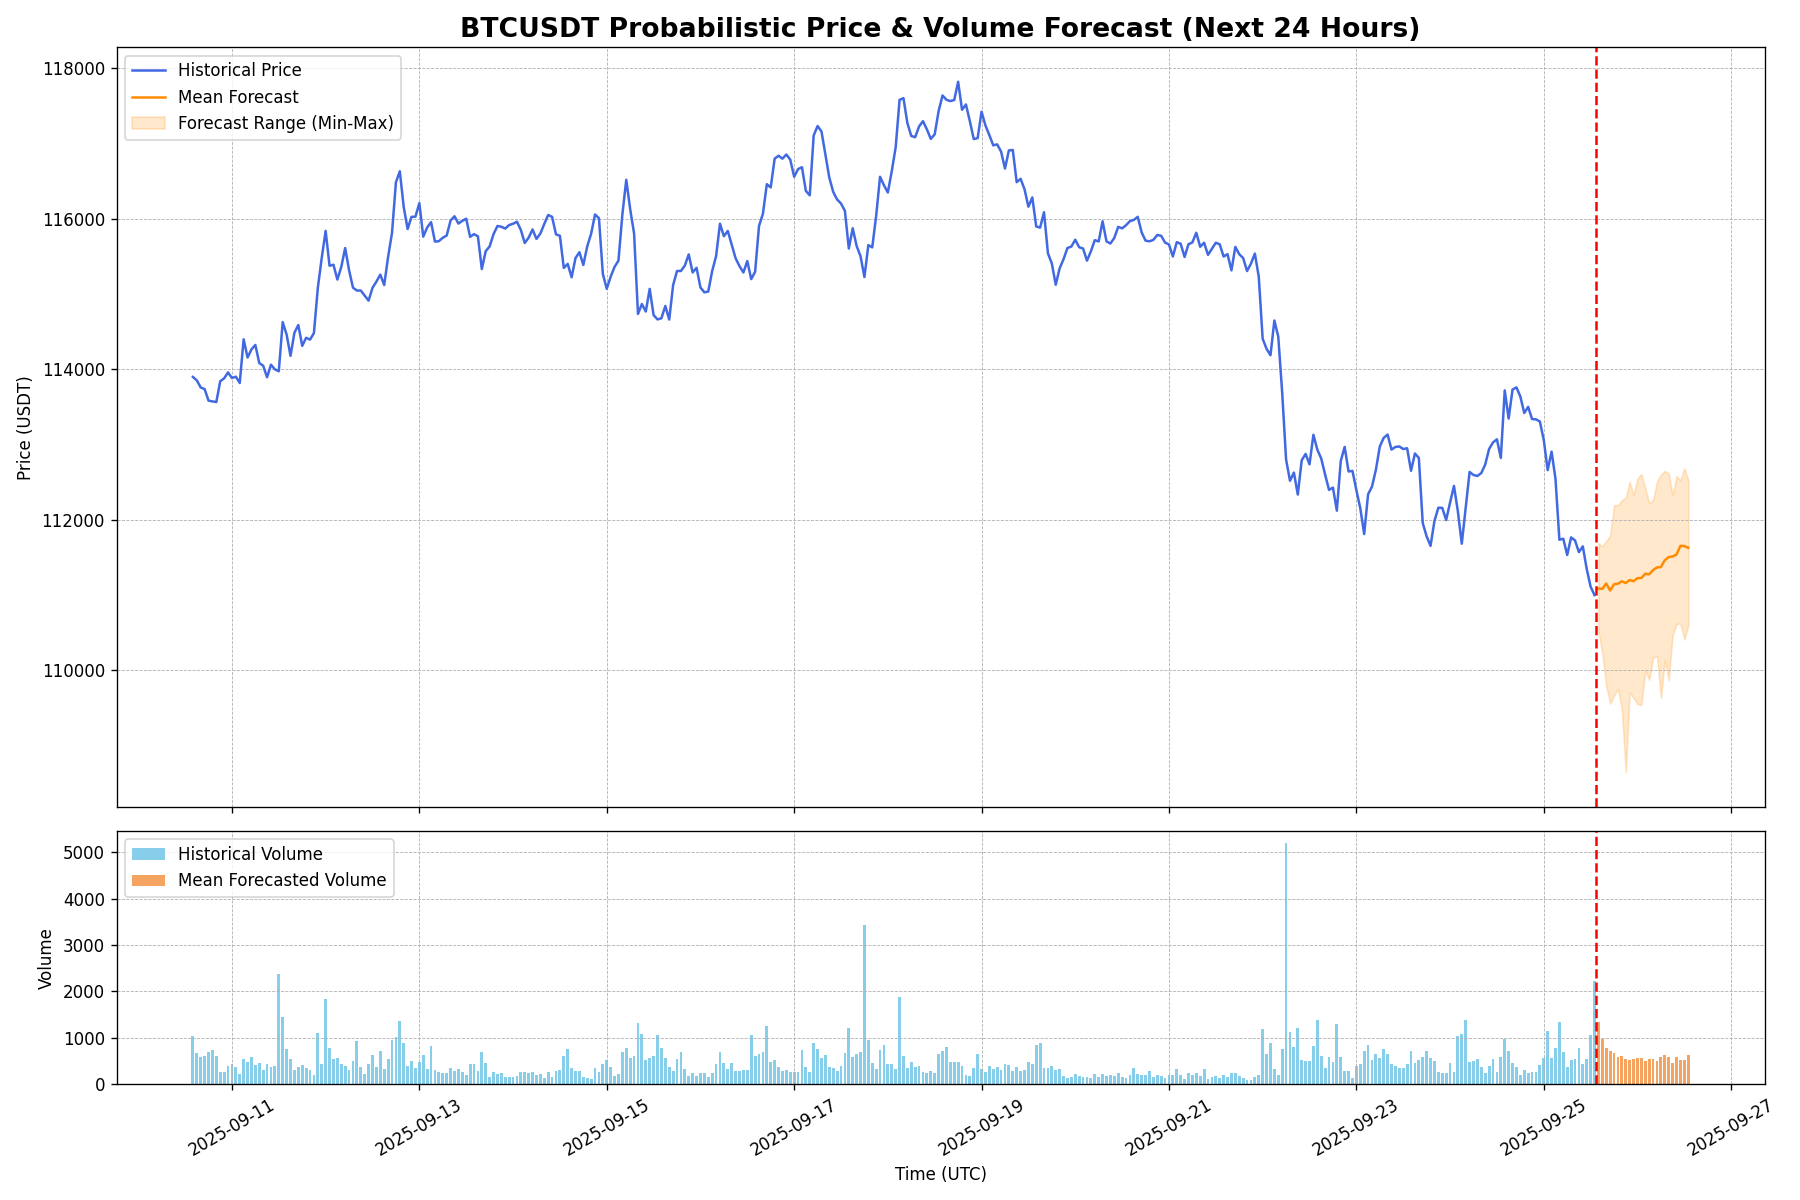 BTCUSDT Probabilistic Price & Volume Forecast (Next 24 Hours)
Historical Price
Mean Forecast
Forecast Range (Min-Max)
118000
116000
114000
112000
110000
Price (USDT)
Historical Volume
Mean Forecasted Volume
5000
4000
3000
2000
1000
0
Volume
2025-09-11
2025-09-13
2025-09-15
2025-09-17
2025-09-19
2025-09-21
2025-09-23
2025-09-25
2025-09-27
Time (UTC)